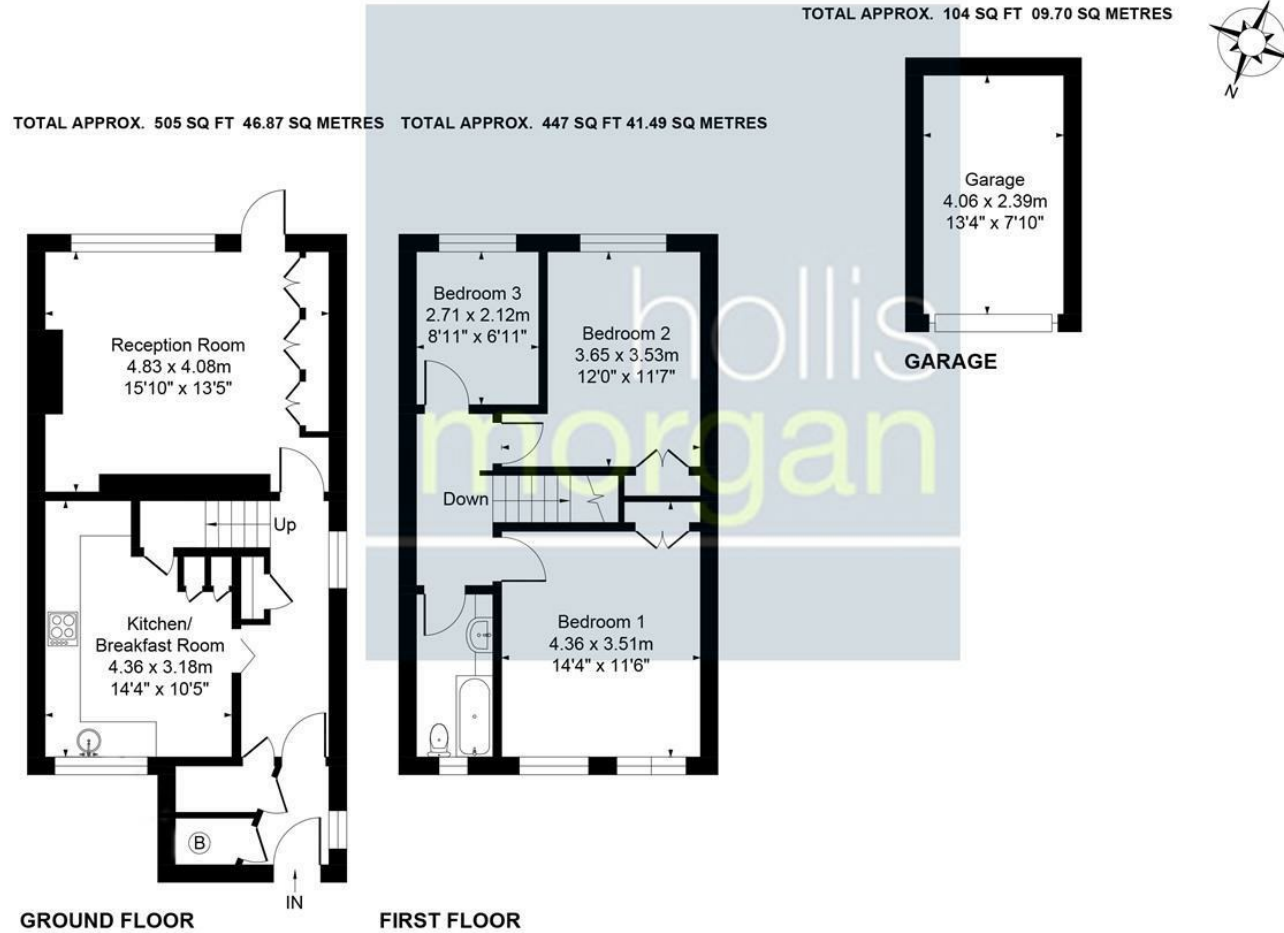 TOTAL APPROX. 104 SQ FT 09.70 SQ METRES
N
TOTAL APPROX. 505 SQ FT 46.87 SQ METRES
TOTAL APPROX. 447 SQ FT 41.49 SQ METRES
Garage
4.06 x 2.39m
13'4" x 7'10"
GARAGE
Reception Room
4.83 x 4.08m
15'10" x 13'5"
Bedroom 3
2.71 x 2.12m
8'11" x 6'11"
Bedroom 2
3.65 x 3.53m
12'0" x 11'7"
hollis
morgan
Up
Down
Kitchen/
Breakfast Room
4.36 x 3.18m
14'4" x 10'5"
Bedroom 1
4.36 x 3.51m
14'4" x 11'6"
B
IN
GROUND FLOOR
FIRST FLOOR